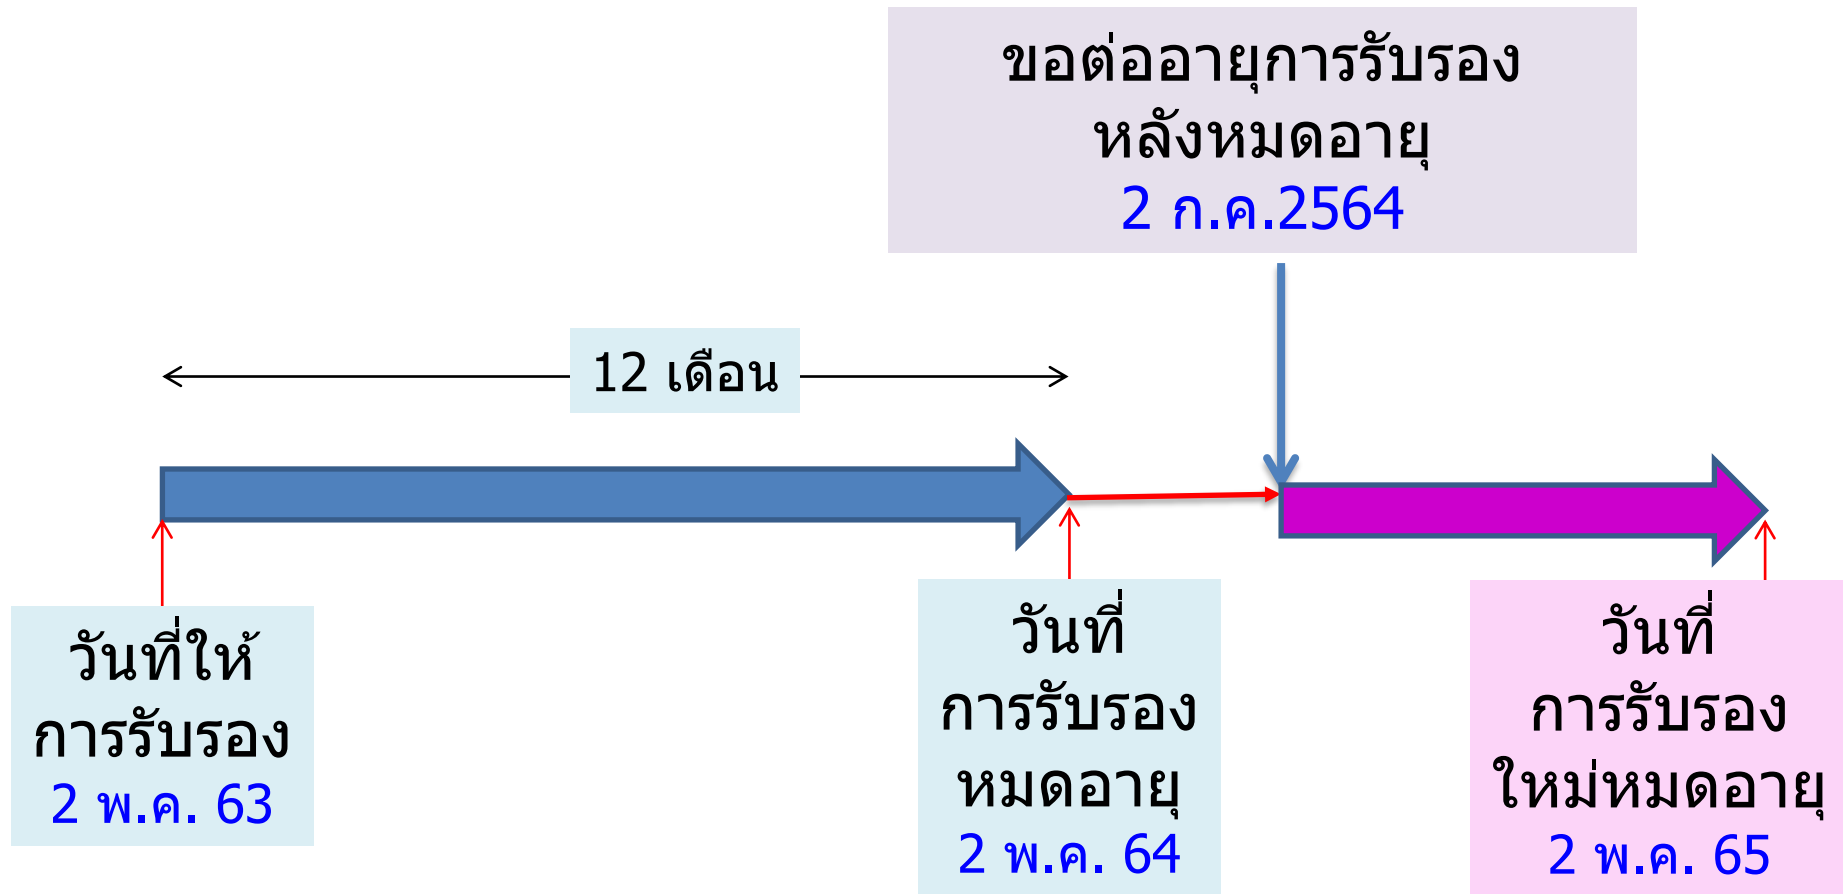 ขอต่ออายุการรับรอง
หลังหมดอายุ
2 ก.ค.2564
12 เดือน
วันที่ให้
การรับรอง
2 พ.ค. 63
วันที่
การรับรอง
หมดอายุ
2 พ.ค. 64
วันที่
การรับรอง
ใหม่หมดอายุ
2 พ.ค. 65